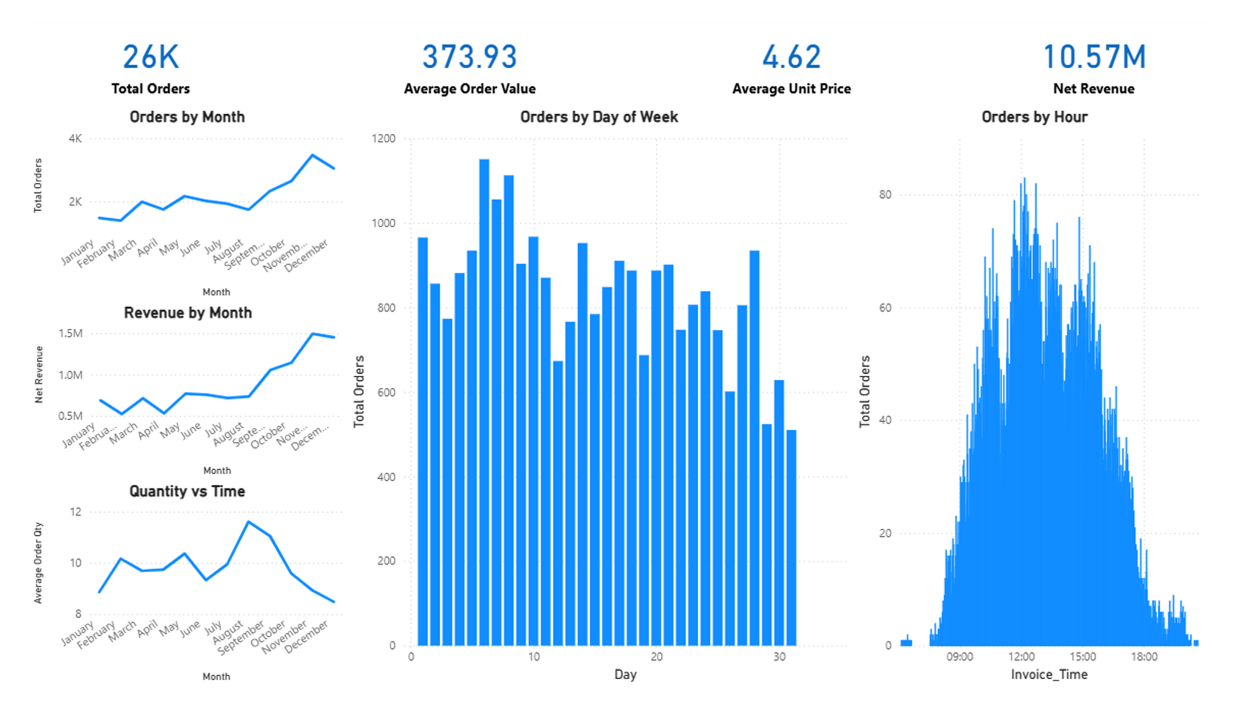 26K
Total Orders
373.93
Average Order Value
4.62
Average Unit Price
10.57M
Net Revenue
Orders by Month
4K
2K
Total Orders
January
February
March
April
May
June
July
August
Septem...
October
Novemb...
December
Month
Revenue by Month
1.5M
1.0M
0.5M
Net Revenue
January
Februa...
March
April
May
June
July
August
Septe...
October
Nove...
Decem...
Month
Quantity vs Time
12
10
8
Average Order Qty
January
February
March
April
May
June
July
August
September
October
November
December
Month
Orders by Day of Week
1200
1000
800
600
400
200
0
Total Orders
0
10
20
30
Day
Orders by Hour
80
60
40
20
0
Total Orders
09:00
12:00
15:00
18:00
Invoice_Time